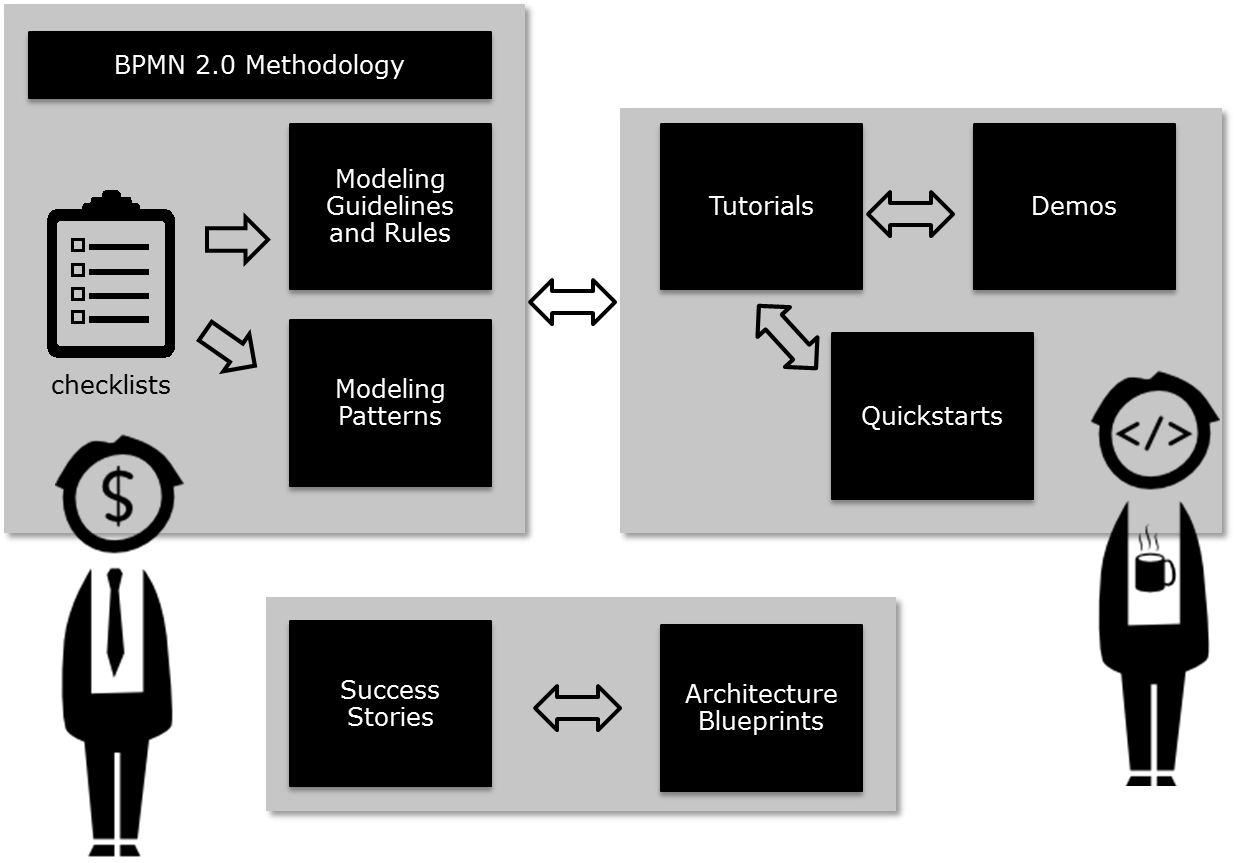 BPMN 2.0 Methodology
Modeling
Guidelines
and Rules
checklists
Modeling
Patterns
$
Tutorials
Demos
Quickstarts
</>
Success
Stories
Architecture
Blueprints